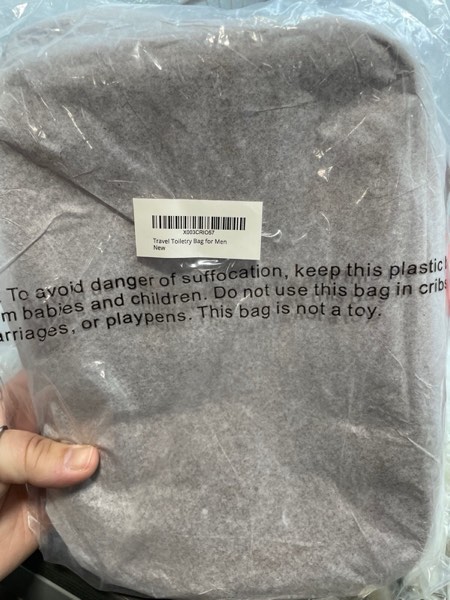 X003CRIO57
Travel Toiletry Bag for Men
New
. To avoid danger of suffocation, keep this plastic b
m babies and children. Do not use this bag in cribs
arriages, or playpens. This bag is not a toy.